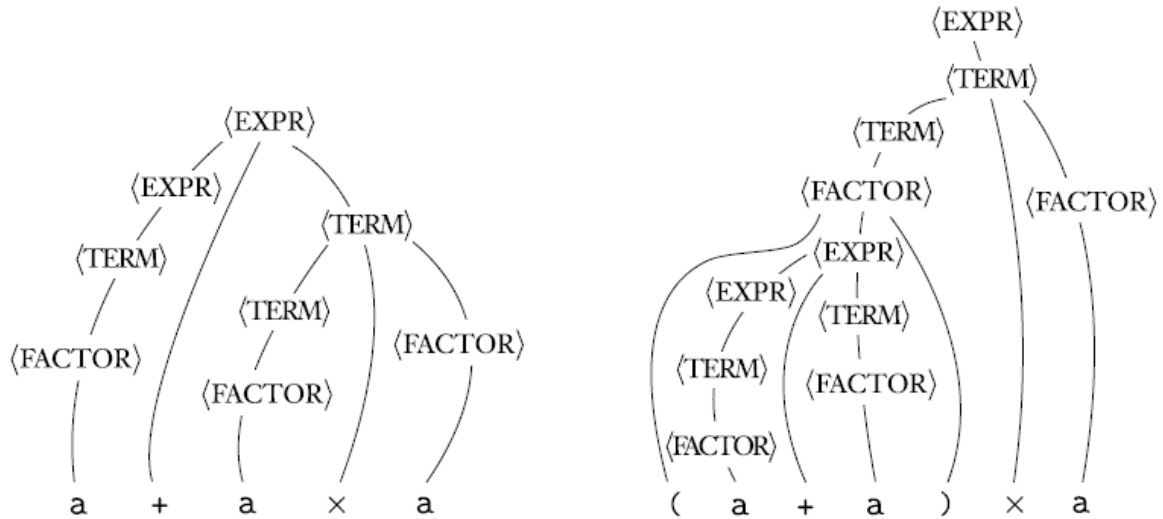 ⟨EXPR⟩
⟨EXPR⟩
⟨TERM⟩
⟨TERM⟩
⟨TERM⟩
⟨FACTOR⟩
⟨FACTOR⟩
⟨FACTOR⟩
a + a × a
⟨EXPR⟩
⟨TERM⟩
⟨TERM⟩
⟨FACTOR⟩
⟨FACTOR⟩
⟨EXPR⟩
⟨EXPR⟩
⟨TERM⟩
⟨TERM⟩
⟨FACTOR⟩
⟨FACTOR⟩
( a + a ) × a